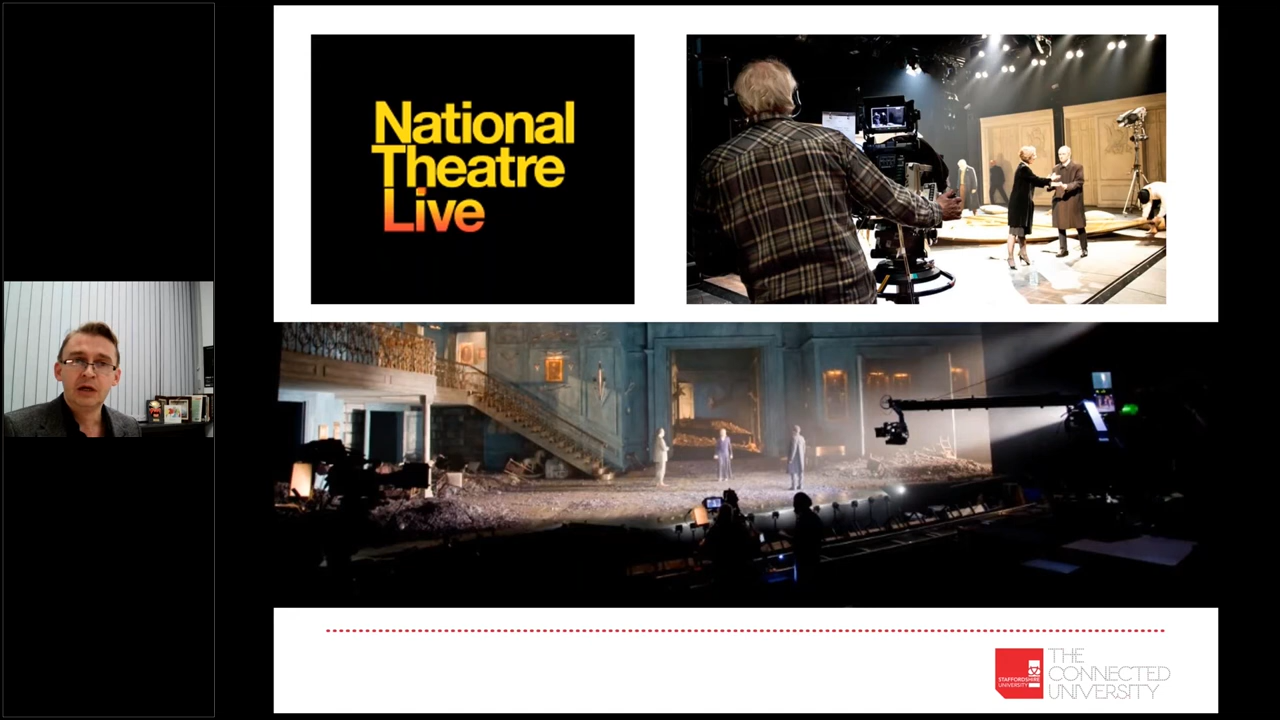 National
Theatre
Live
STAFFORDSHIRE
UNIVERSITY
THE
CONNECTED
UNIVERSITY